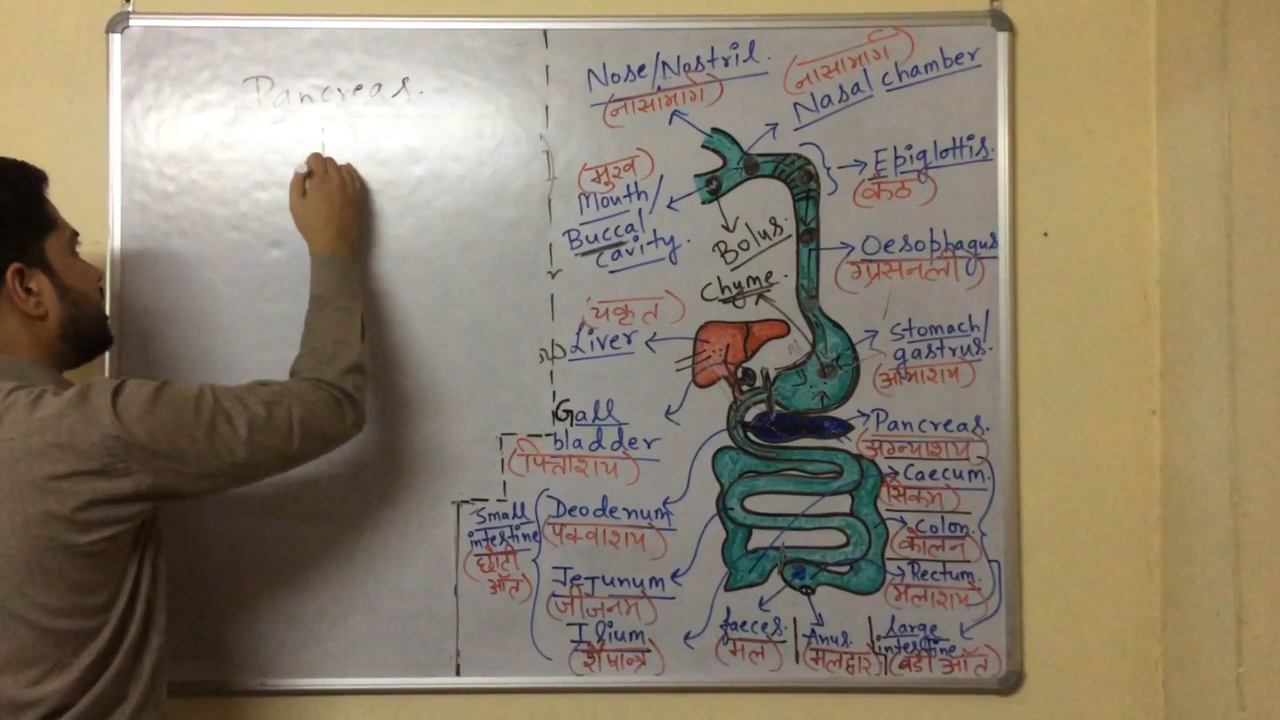 Pancreas.
Nose/Nostril.
(नासामार्ग)
(नासामार्ग)
Nasal chamber
(मुख)
Mouth/
Buccal
cavity.
Epiglottis.
(कंठ)
Bolus.
Oesophagus
(ग्रसनली)
Chyme.
(यकृत)
Liver
Stomach/
gastrus.
(आमाशय)
Gall
bladder
(पित्ताशय)
Pancreas.
(अग्न्याशय)
Caecum.
(सिकम)
Small
intestine
(छोटी
आँत)
Deodenum
(पक्वाशय)
Colon.
(कोलन)
Jejunum
(जीजनम)
Rectum.
(मलाशय)
Ilium
(शेषान्त्र)
faeces.
(मल)
Anus.
(मलद्वार)
large
intestine
(बडी आँत)